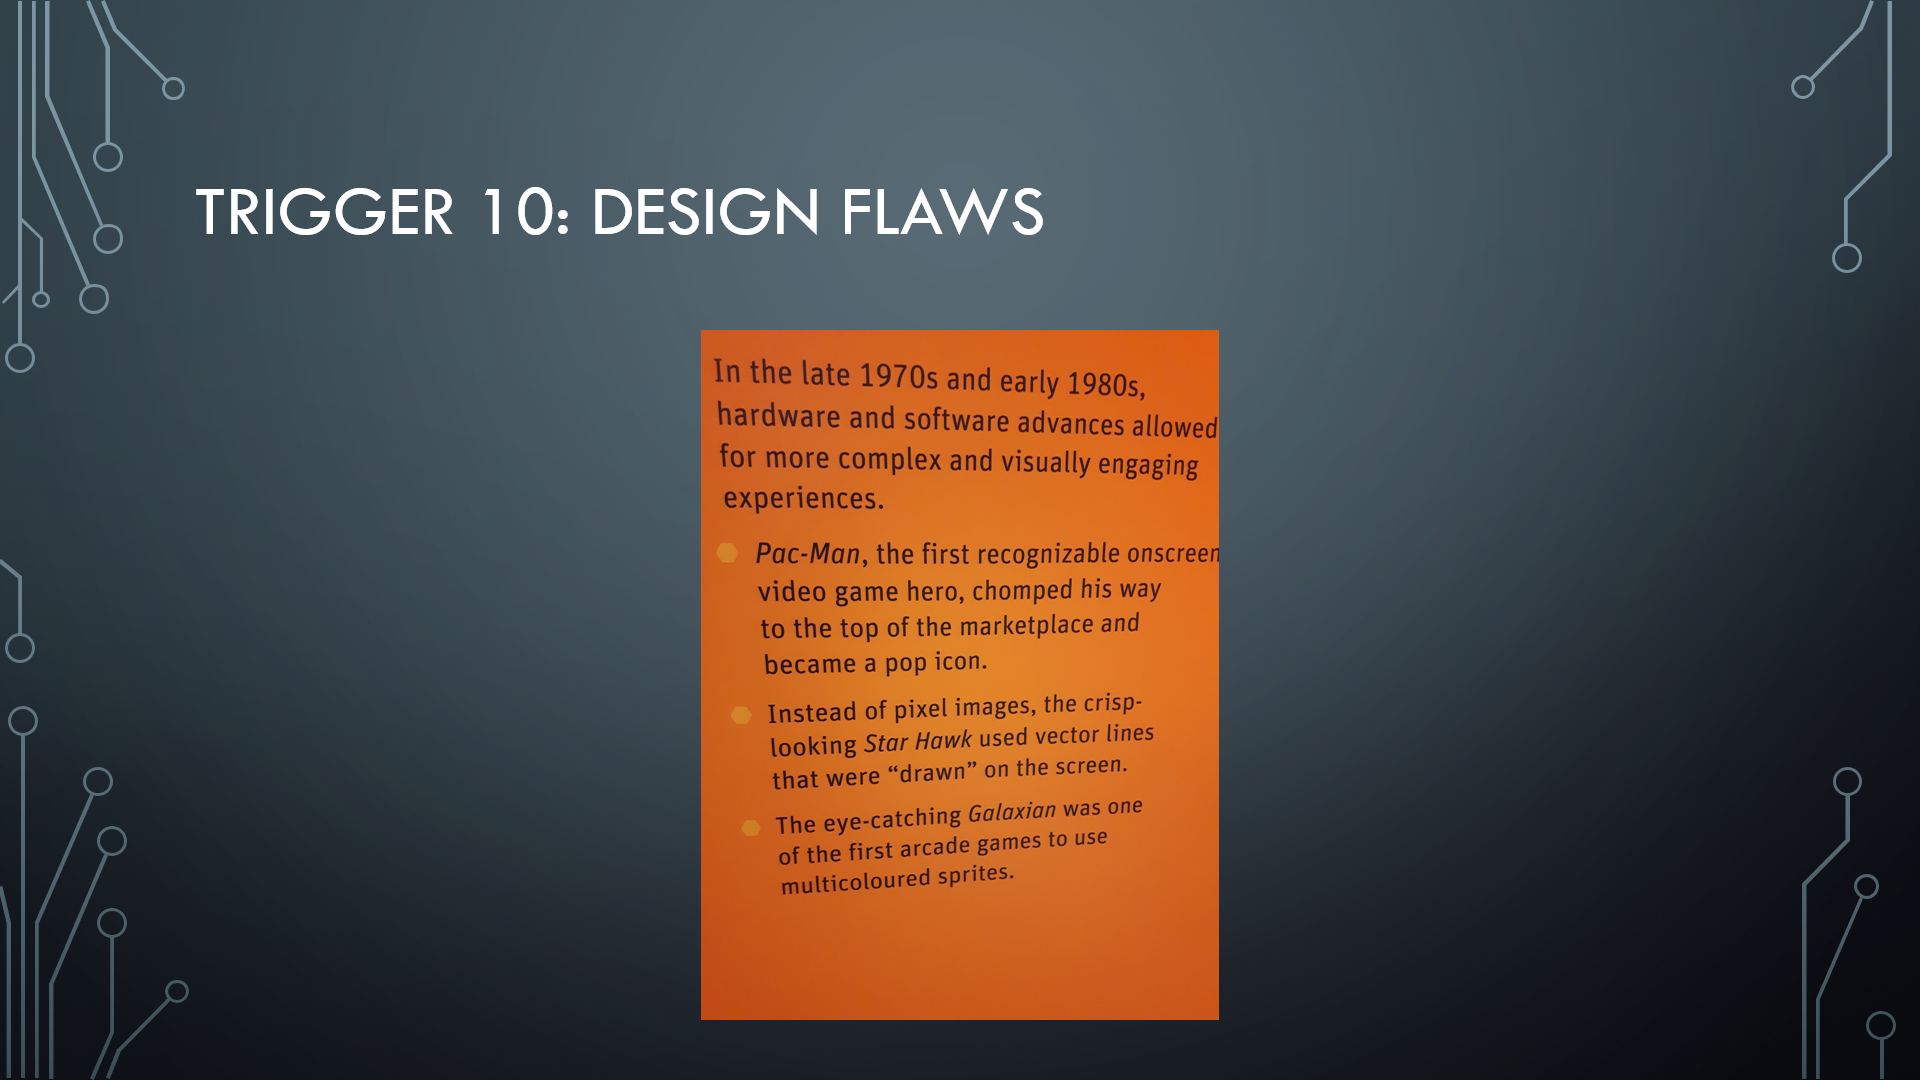 TRIGGER 10: DESIGN FLAWS
In the late 1970s and early 1980s,
hardware and software advances allowed
for more complex and visually engaging
experiences.
Pac-Man, the first recognizable onscreen
video game hero, chomped his way
to the top of the marketplace and
became a pop icon.
Instead of pixel images, the crisp-
looking Star Hawk used vector lines
that were “drawn” on the screen.
The eye-catching Galaxian was one
of the first arcade games to use
multicoloured sprites.